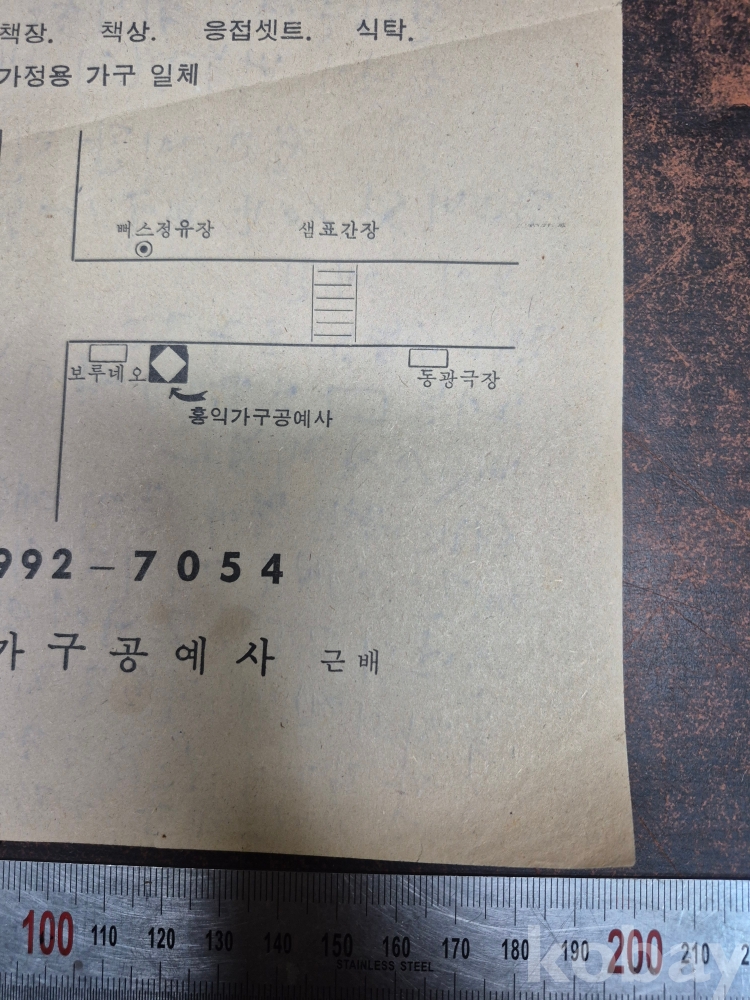 책장. 책상. 응접셋트. 식탁.
가정용 가구 일체
뻐스정유장 샘표간장
보루네오 동광극장
홍익가구공예사
992-7054
가구공예사 근배
100 110 120 130 140 150 160 170 180 190 200 210
STAINLESS STEEL
kobay